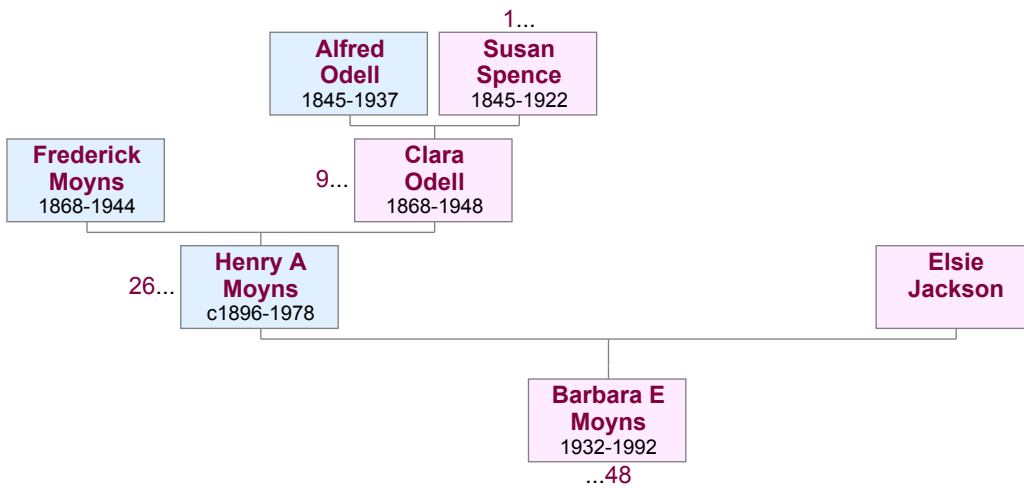 1...
Alfred
Odell
1845-1937
Susan
Spence
1845-1922
Frederick
Moyns
1868-1944
9...
Clara
Odell
1868-1948
26...
Henry A
Moyns
c1896-1978
Elsie
Jackson
Barbara E
Moyns
1932-1992
...48